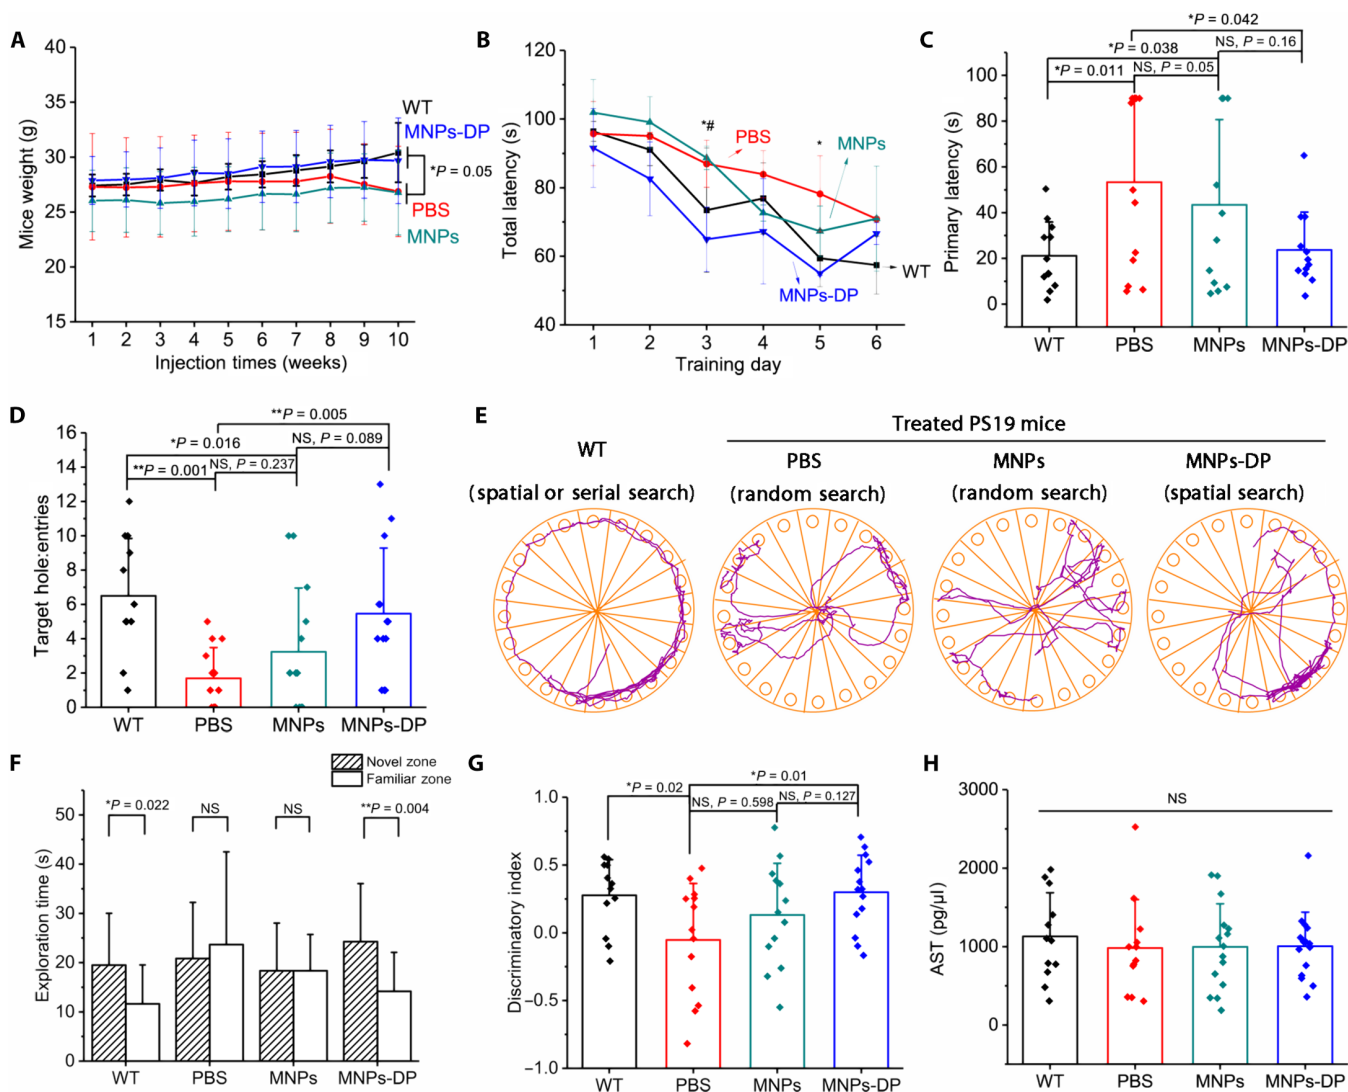 A
Mice weight (g)
40
35
30
25
20
15
WT
MNPs-DP
*P = 0.05
PBS
MNPs
1 2 3 4 5 6 7 8 9 10
Injection times (weeks)
B
Total latency (s)
120
100
80
60
40
*#
*
PBS
MNPs
WT
MNPs-DP
1 2 3 4 5 6
Training day
C
Primary latency (s)
100
80
60
40
20
0
*P = 0.042
NS, P = 0.16
*P = 0.038
NS, P = 0.05
*P = 0.011
WT PBS MNPs MNPs-DP
D
Target hole:entries
16
14
12
10
8
6
4
2
0
**P = 0.005
NS, P = 0.089
*P = 0.016
NS, P = 0.237
**P = 0.001
WT PBS MNPs MNPs-DP
E
Treated PS19 mice
WT PBS MNPs MNPs-DP
(spatial or serial search) (random search) (random search) (spatial search)
F
Novel zone
Familiar zone
Exploration time (s)
50
40
30
20
10
0
*P = 0.022
NS
NS
**P = 0.004
WT PBS MNPs MNPs-DP
G
Discriminatory index
1.0
0.5
0.0
−0.5
−1.0
*P = 0.01
*P = 0.02
NS, P = 0.598
NS, P = 0.127
WT PBS MNPs MNPs-DP
H
AST (pg/µl)
3000
2000
1000
0
NS
WT PBS MNPs MNPs-DP